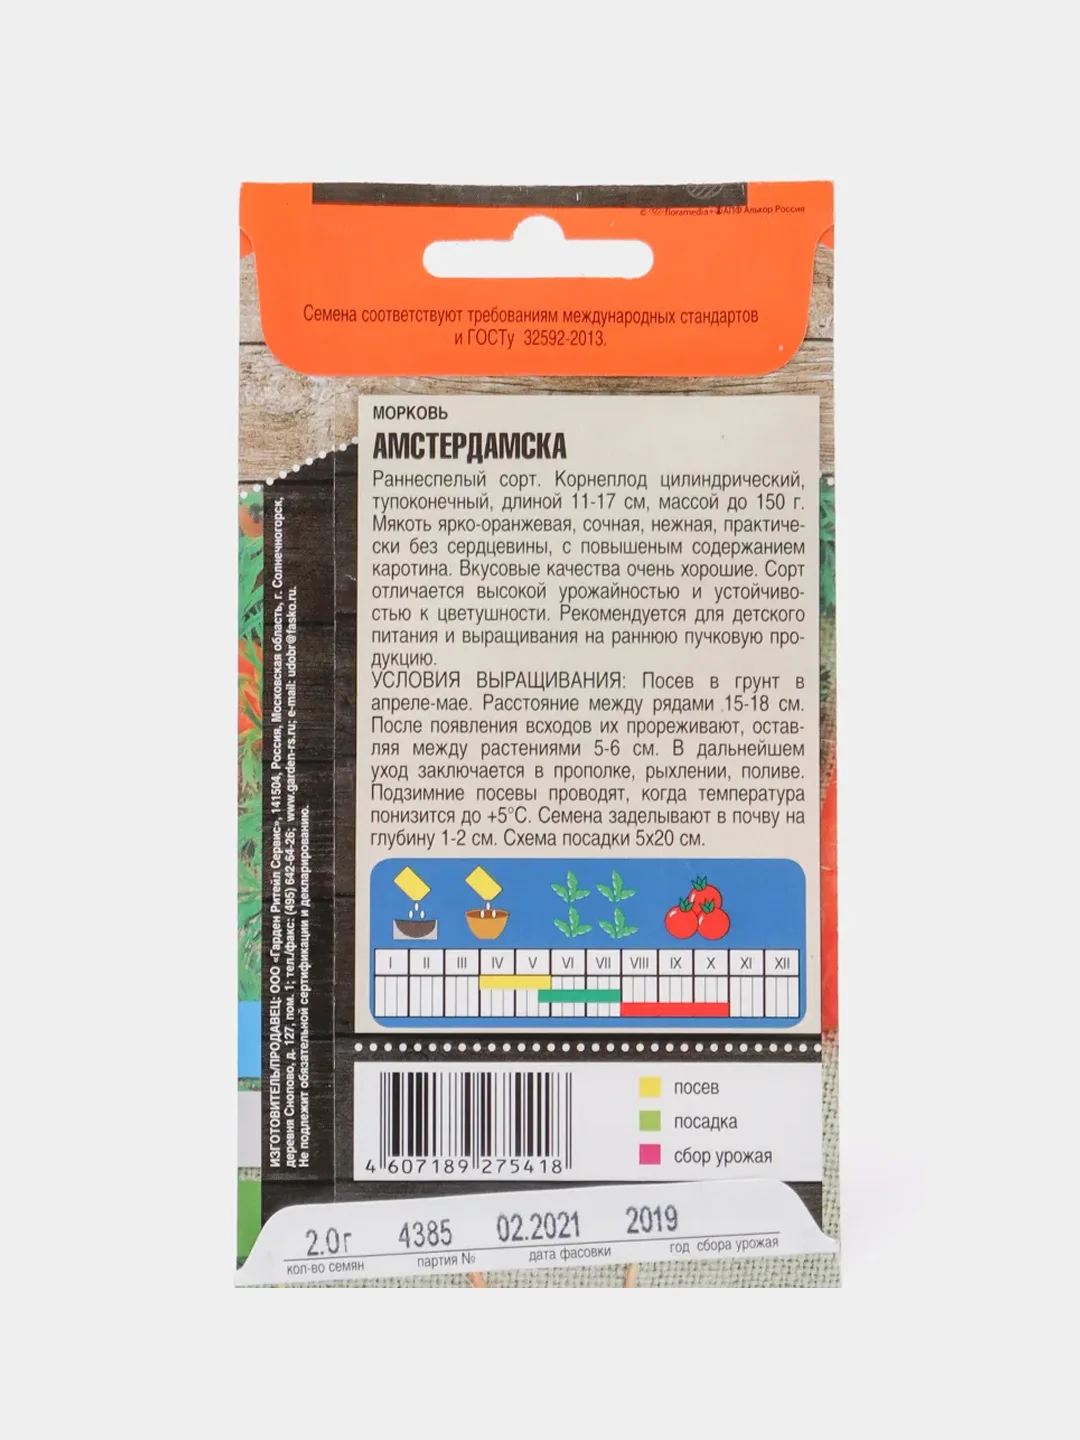 © floramedia+ АПФ Алькор Россия
Семена соответствуют требованиям международных стандартов
и ГОСТу 32592-2013.
МОРКОВЬ
АМСТЕРДАМСКА
Раннеспелый сорт. Корнеплод цилиндрический,
тупоконечный, длиной 11-17 см, массой до 150 г.
Мякоть ярко-оранжевая, сочная, нежная, практиче-
ски без сердцевины, с повышеным содержанием
каротина. Вкусовые качества очень хорошие. Сорт
отличается высокой урожайностью и устойчиво-
стью к цветушности. Рекомендуется для детского
питания и выращивания на раннюю пучковую про-
дукцию.
УСЛОВИЯ ВЫРАЩИВАНИЯ: Посев в грунт в
апреле-мае. Расстояние между рядами 15-18 см.
После появления всходов их прореживают, остав-
ляя между растениями 5-6 см. В дальнейшем
уход заключается в прополке, рыхлении, поливе.
Подзимние посевы проводят, когда температура
понизится до +5°С. Семена заделывают в почву на
глубину 1-2 см. Схема посадки 5х20 см.
I II III IV V VI VII VIII IX X XI XII
ИЗГОТОВИТЕЛЬ/ПРОДАВЕЦ: ООО «Гарден Ритейл Сервис», 141504, Россия, Московская область, г. Солнечногорск,
деревня Снопово, д. 127, пом. 1; тел./факс: (495) 642-64-26; www.garden-rs.ru; e-mail: udobr@fasko.ru.
Не подлежит обязательной сертификации и декларированию.
4 607189 275418
посев
посадка
сбор урожая
2.0г 4385 02.2021 2019
кол-во семян партия № дата фасовки год сбора урожая